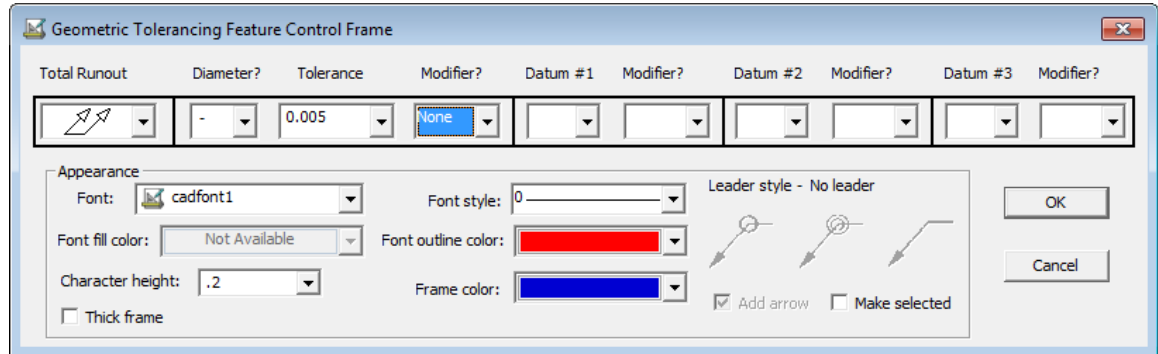 Geometric Tolerancing Feature Control Frame
Total Runout Diameter? Tolerance Modifier? Datum #1 Modifier? Datum #2 Modifier? Datum #3 Modifier?
- 0.005 None
Appearance
Font: cadfont1 Font style: 0 Leader style - No leader OK
Font fill color: Not Available Font outline color:
Character height: .2 Frame color: Cancel
Thick frame Add arrow Make selected